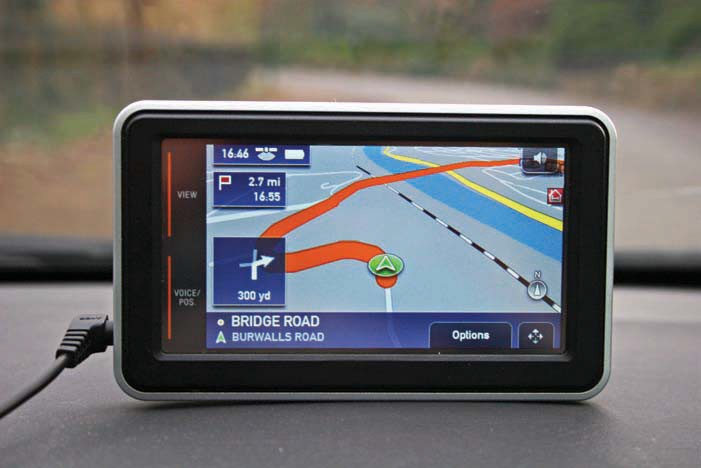 16:46
VIEW
2.7 mi
16:55
N
VOICE/
POS.
300 yd
BRIDGE ROAD
BURWALLS ROAD
Options